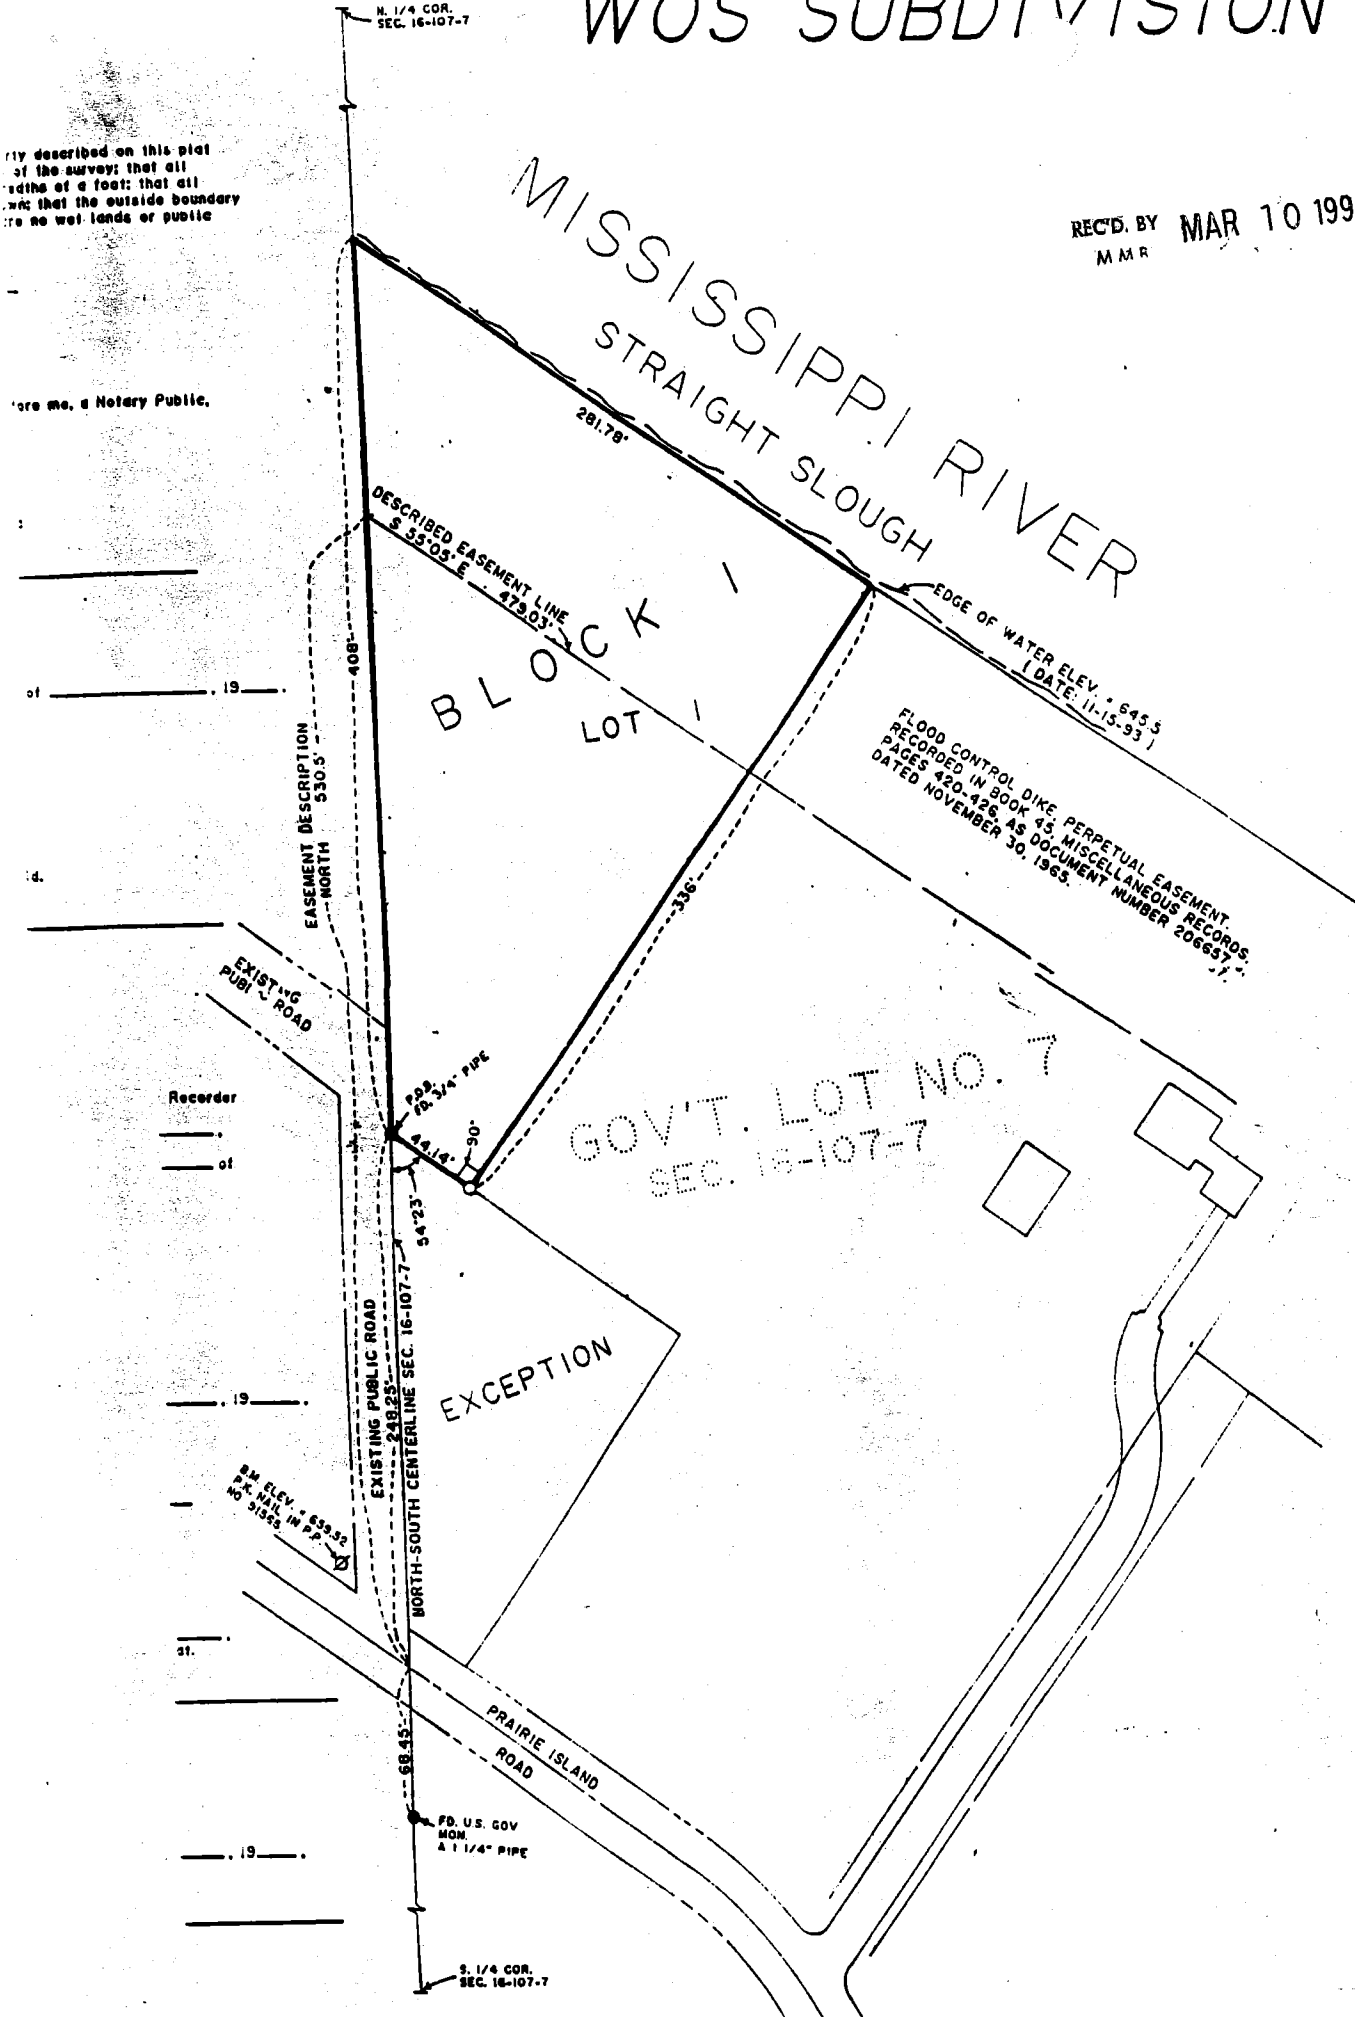 N. 1/4 COR.
SEC. 16-107-7
WOS SUBDIVISION
described on this plat
of the survey; that all
of a foot; that all
that the outside boundary
no wet lands or public
REC'D. BY MAR 10 199
M M R
MISSISSIPPI RIVER
STRAIGHT SLOUGH
me, a Notary Public,
281.78'
DESCRIBED EASEMENT LINE
S 55°05' E 479.03'
BLOCK 1
LOT 1
408'
of , 19 .
EASEMENT DESCRIPTION
NORTH 530.5'
EDGE OF WATER ELEV. = 645.5
( DATE: 11-15-93 )
FLOOD CONTROL DIKE, PERPETUAL EASEMENT,
RECORDED IN BOOK 45, MISCELLANEOUS RECORDS,
PAGES 420-426, AS DOCUMENT NUMBER 206657,
DATED NOVEMBER 30, 1965.
336'
EXISTING
PUBLIC ROAD
P.O.B.
FD. 3/4" PIPE
44.14'
90°
54°23'
GOV'T. LOT NO. 7
SEC. 16-107-7
Recorder
.
of
EXISTING PUBLIC ROAD
248.25'
NORTH-SOUTH CENTERLINE SEC. 16-107-7
EXCEPTION
, 19 .
B.M. ELEV. = 659.52
P.K. NAIL IN P.P.
NO
PRAIRIE ISLAND
ROAD
68.45'
FD. U.S. GOV
MON.
& 1 1/4" PIPE
, 19 .
S. 1/4 COR.
SEC. 16-107-7